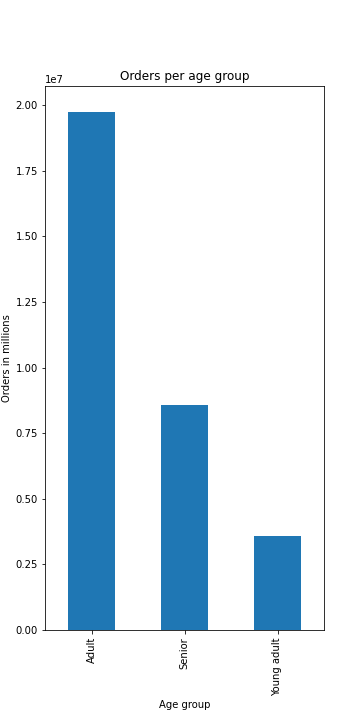 Orders per age group
1e7
2.00
1.75
1.50
1.25
1.00
0.75
0.50
0.25
0.00
Orders in millions
Adult
Senior
Young adult
Age group